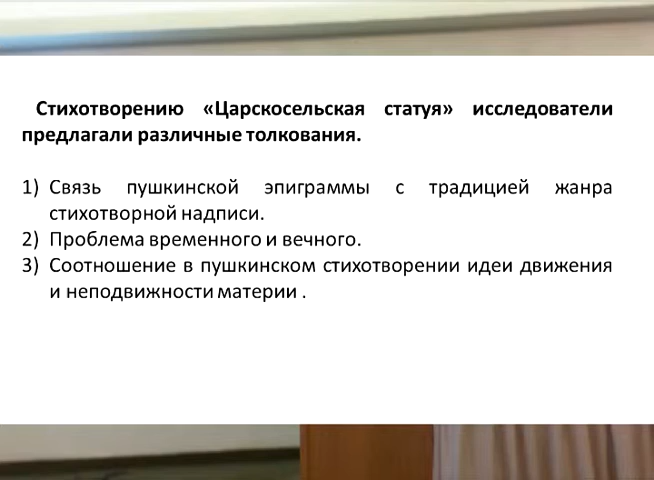 Стихотворению «Царскосельская статуя» исследователи
предлагали различные толкования.
1) Связь пушкинской эпиграммы с традицией жанра
стихотворной надписи.
2) Проблема временного и вечного.
3) Соотношение в пушкинском стихотворении идеи движения
и неподвижности материи .